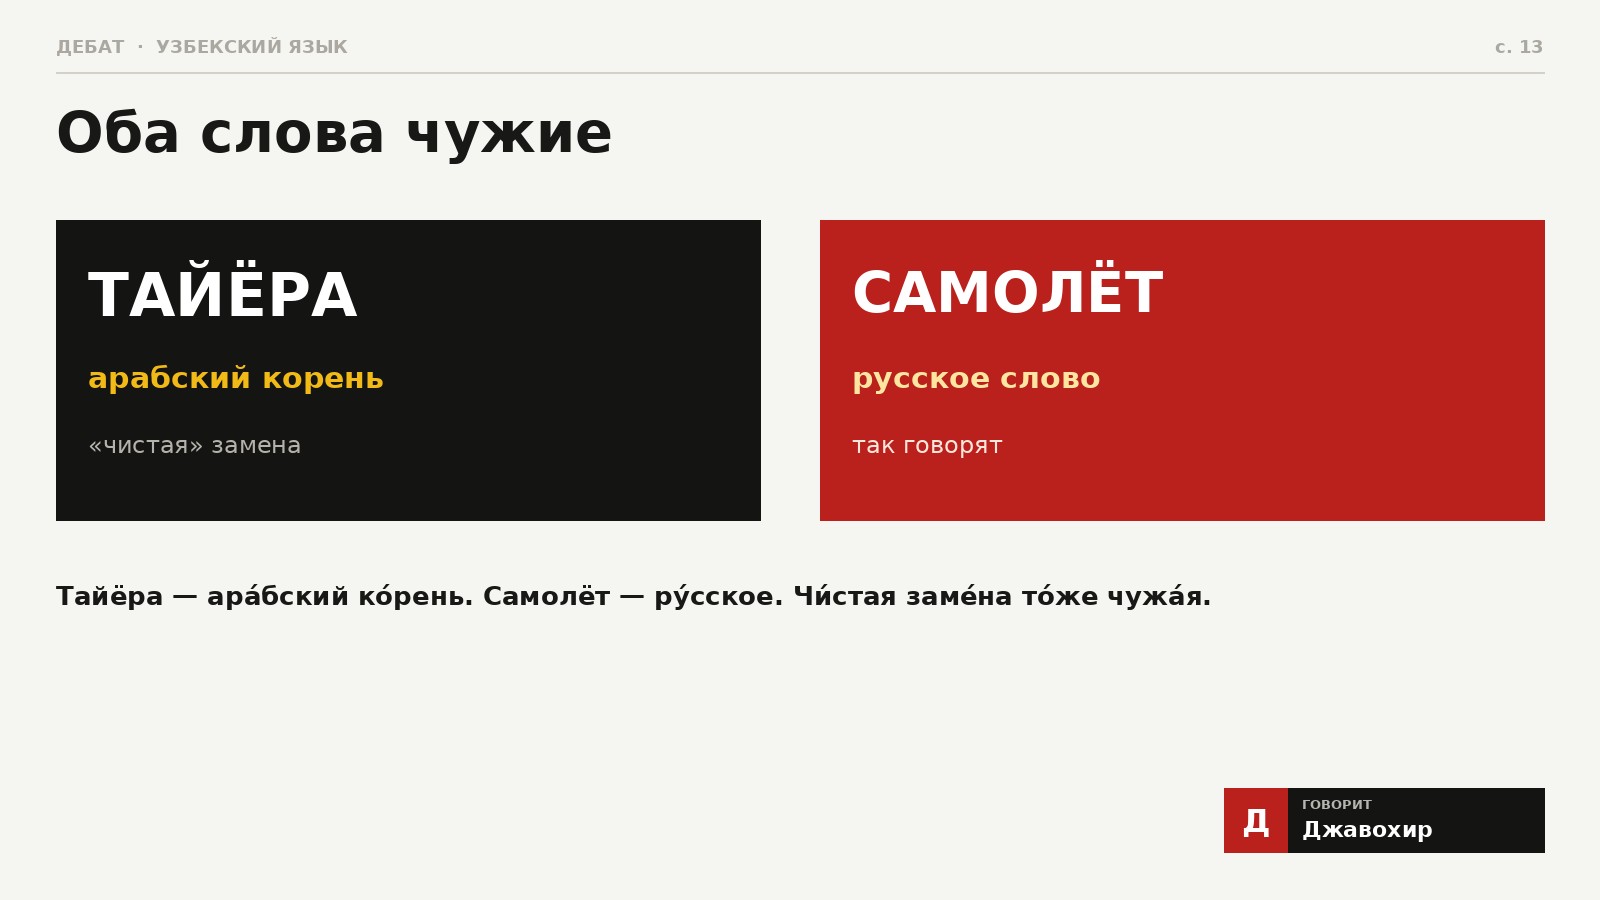 ДЕБАТ · УЗБЕКСКИЙ ЯЗЫК
с. 13
Оба слова чужие
ТАЙЁРА
арабский корень
«чистая» замена
САМОЛЁТ
русское слово
так говорят
Тайёра — ара́бский ко́рень. Самолёт — ру́сское. Чи́стая заме́на то́же чужа́я.
Д
ГОВОРИТ
Джавохир